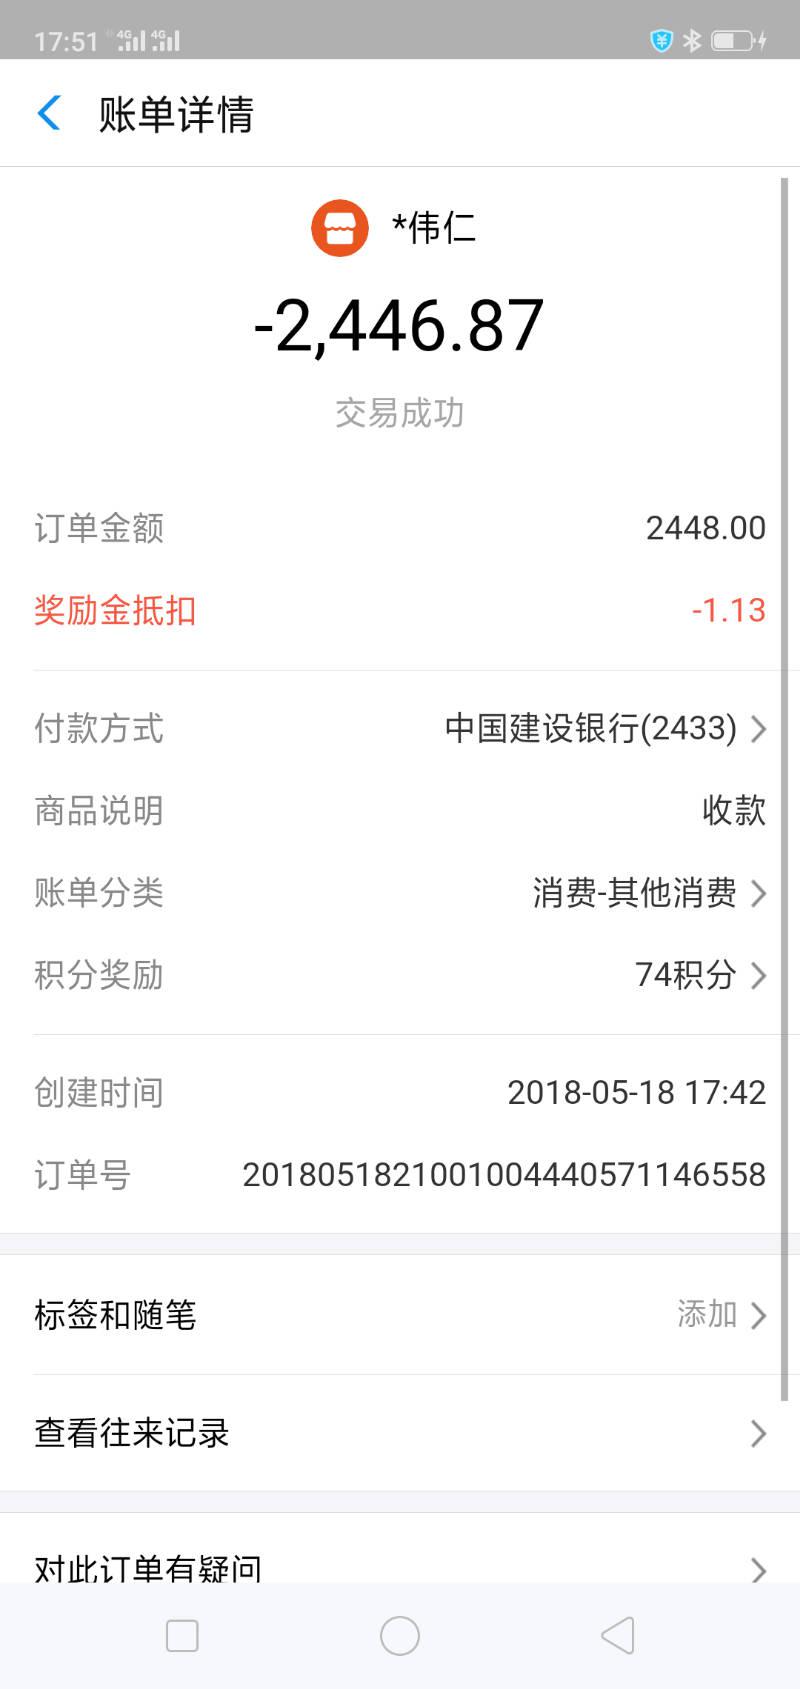 17:51 4G 4G
账单详情
*伟仁
-2,446.87
交易成功
订单金额 2448.00
奖励金抵扣 -1.13
付款方式 中国建设银行(2433)
商品说明 收款
账单分类 消费-其他消费
积分奖励 74积分
创建时间 2018-05-18 17:42
订单号 20180518210010044405711​46558
标签和随笔 添加
查看往来记录
对此订单有疑问